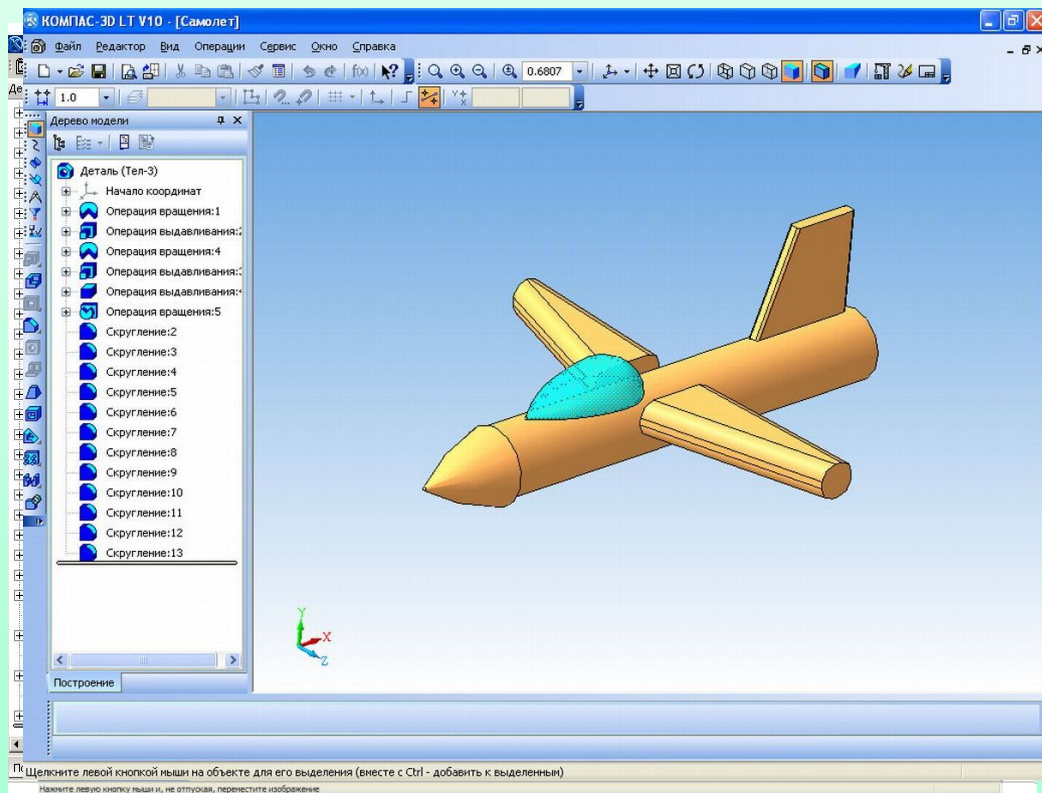 КОМПАС-3D LT V10 - [Самолет]
Файл Редактор Вид Операции Сервис Окно Справка
0.6807
1.0
Дерево модели
Деталь (Тел-3)
Начало координат
Операция вращения:1
Операция выдавливания:2
Операция вращения:4
Операция выдавливания:
Операция выдавливания:
Операция вращения:5
Скругление:2
Скругление:3
Скругление:4
Скругление:5
Скругление:6
Скругление:7
Скругление:8
Скругление:9
Скругление:10
Скругление:11
Скругление:12
Скругление:13
Y
X
Z
Построение
Щелкните левой кнопкой мыши на объекте для его выделения (вместе с Ctrl - добавить к выделенным)
Нажмите левую кнопку мыши и, не отпуская, перенесите изображение